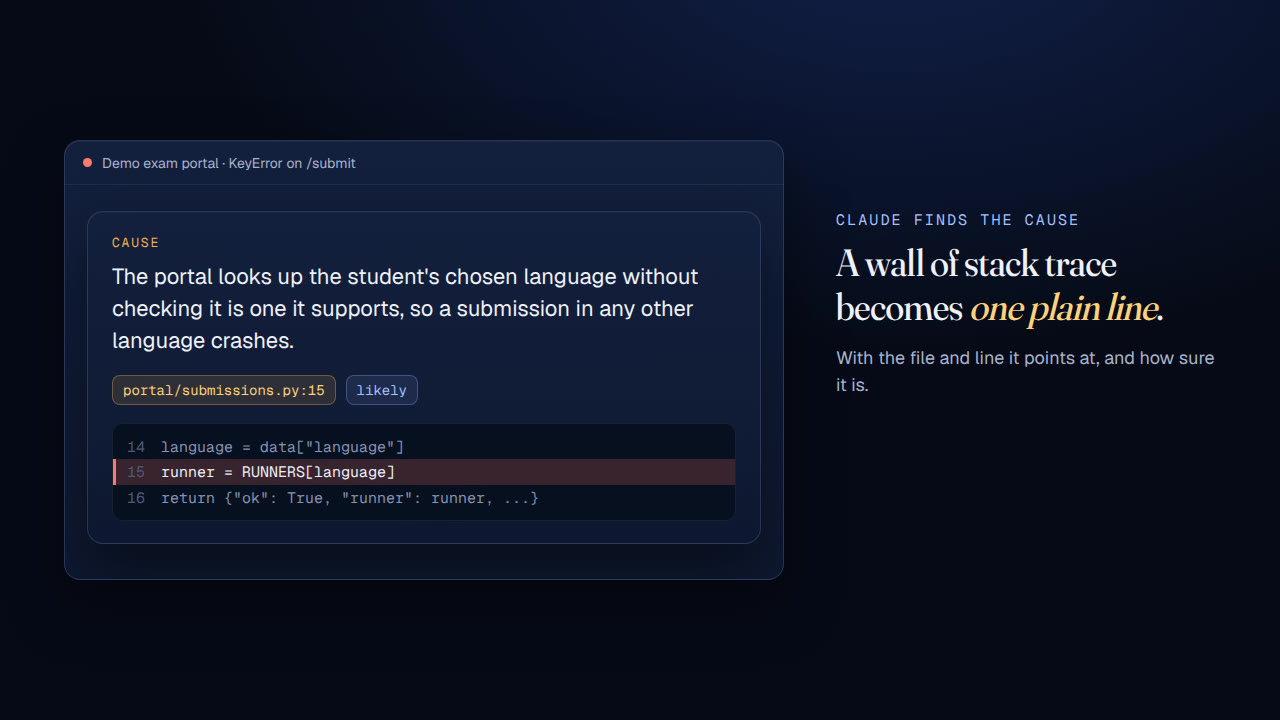 Demo exam portal · KeyError on /submit
CAUSE
The portal looks up the student's chosen language without
checking it is one it supports, so a submission in any other
language crashes.
portal/submissions.py:15 likely
14 language = data["language"]
15 runner = RUNNERS[language]
16 return {"ok": True, "runner": runner, ...}
CLAUDE FINDS THE CAUSE
A wall of stack trace
becomes one plain line.
With the file and line it points at, and how sure
it is.